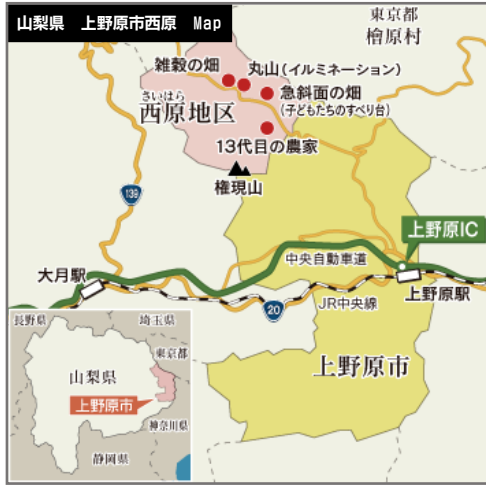 山梨県 上野原市西原 Map
東京都
檜原村
雑穀の畑
丸山(イルミネーション)
急斜面の畑
(子どもたちのすべり台)
さいはら
西原地区
13代目の農家
権現山
139
上野原IC
中央自動車道
大月駅
上野原駅
20
JR中央線
上野原市
長野県
埼玉県
東京都
山梨県
上野原市
神奈川県
静岡県